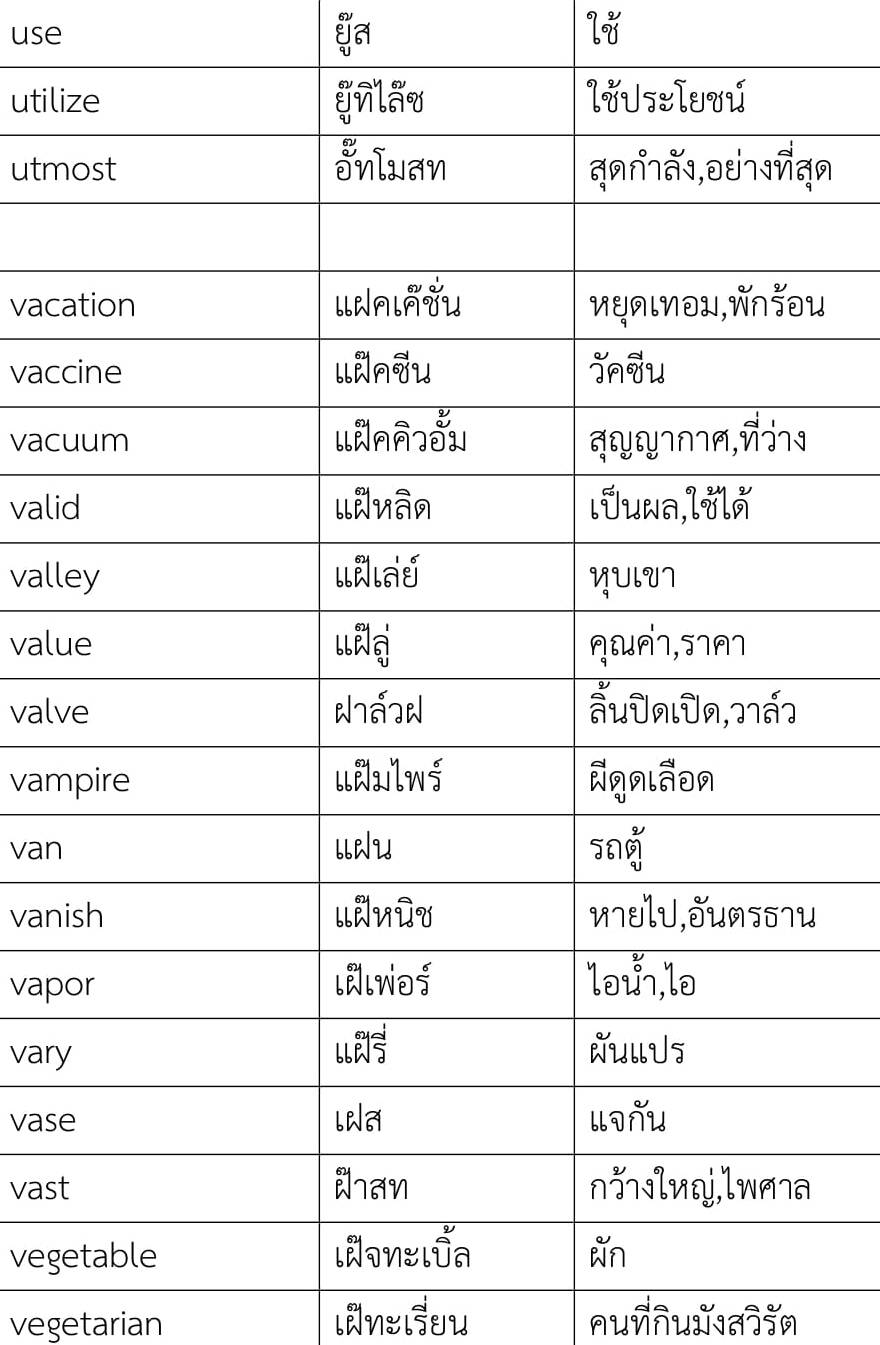 use ยู๊ส ใช้
utilize ยู๊ทิไล๊ซ ใช้ประโยชน์
utmost อั๊ทโมสท สุดกำลัง,อย่างที่สุด
vacation แฝคเค๊ชั่น หยุดเทอม,พักร้อน
vaccine แฝ๊คซีน วัคซีน
vacuum แฝ๊คคิวอั้ม สุญญากาศ,ที่ว่าง
valid แฝ๊หลิด เป็นผล,ใช้ได้
valley แฝ๊เล่ย์ หุบเขา
value แฝ๊ลู่ คุณค่า,ราคา
valve ฝาล์วฝ ลิ้นปิดเปิด,วาล์ว
vampire แฝ๊มไพร์ ผีดูดเลือด
van แฝน รถตู้
vanish แฝ๊หนิช หายไป,อันตรธาน
vapor เฝ๊เพ่อร์ ไอน้ำ,ไอ
vary แฝ๊รี่ ผันแปร
vase เฝส แจกัน
vast ฝ๊าสท กว้างใหญ่,ไพศาล
vegetable เฝ๊จทะเบิ้ล ผัก
vegetarian เฝ๊ทะเรี่ยน คนที่กินมังสวิรัต